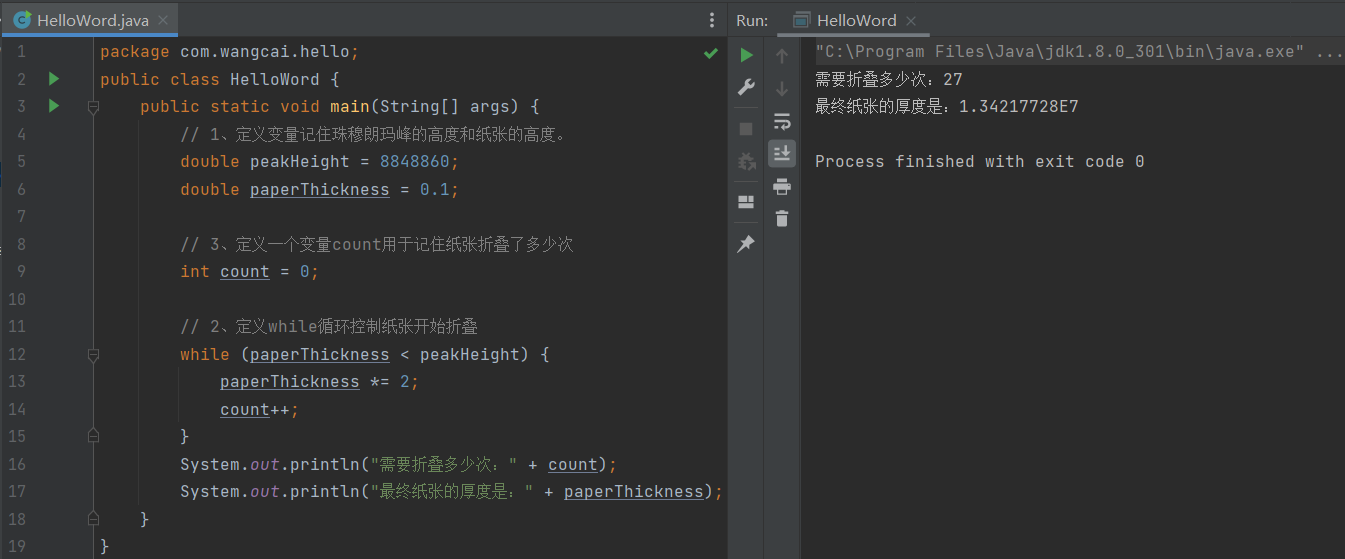 HelloWord.java
Run: HelloWord
1 package com.wangcai.hello;
2 public class HelloWord {
3 public static void main(String[] args) {
4 // 1、定义变量记住珠穆朗玛峰的高度和纸张的高度。
5 double peakHeight = 8848860;
6 double paperThickness = 0.1;
7
8 // 3、定义一个变量count用于记住纸张折叠了多少次
9 int count = 0;
10
11 // 2、定义while循环控制纸张开始折叠
12 while (paperThickness < peakHeight) {
13 paperThickness *= 2;
14 count++;
15 }
16 System.out.println("需要折叠多少次：" + count);
17 System.out.println("最终纸张的厚度是：" + paperThickness);
18 }
19 }
"C:\Program Files\Java\jdk1.8.0_301\bin\java.exe" ...
需要折叠多少次：27
最终纸张的厚度是：1.34217728E7
Process finished with exit code 0